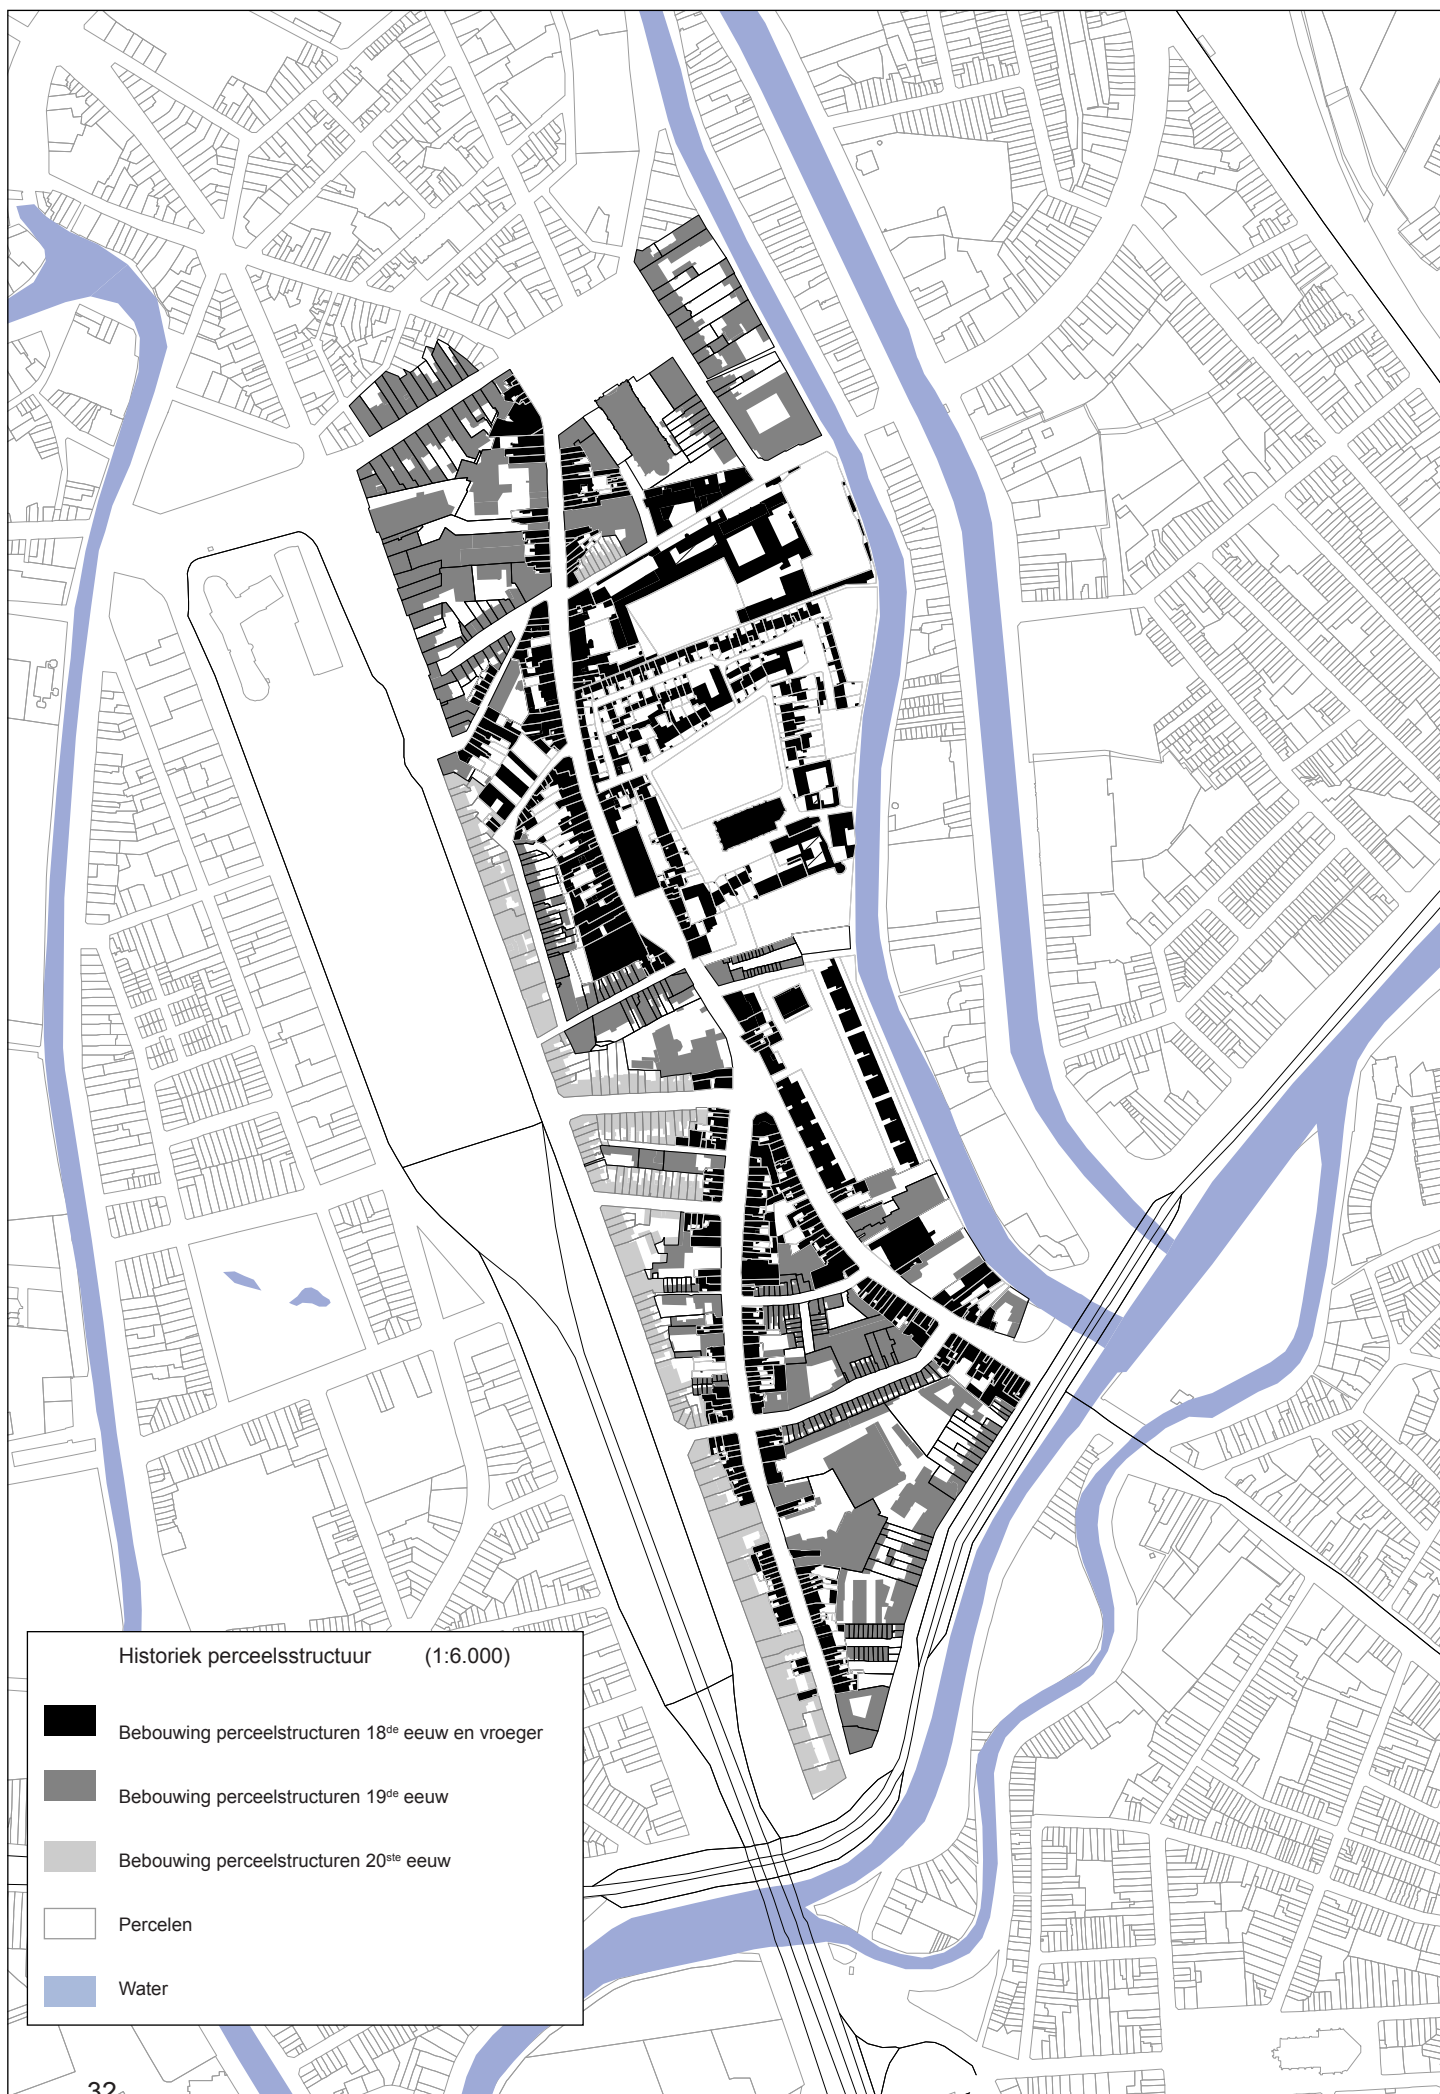 Historiek perceelsstructuur (1:6.000)
Bebouwing perceelstructuren 18de eeuw en vroeger
Bebouwing perceelstructuren 19de eeuw
Bebouwing perceelstructuren 20ste eeuw
Percelen
Water
32